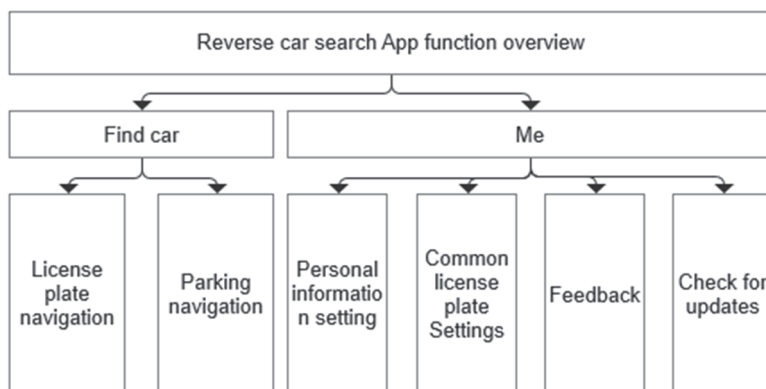 Reverse car search App function overview
Find car
Me
License
plate
navigation
Parking
navigation
Personal
informatio
n setting
Common
license
plate
Settings
Feedback
Check for
updates